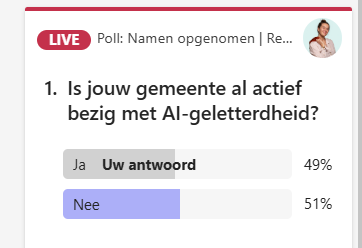 LIVE Poll: Namen opgenomen | Re...
1. Is jouw gemeente al actief
bezig met AI-geletterdheid?
Ja Uw antwoord 49%
Nee 51%